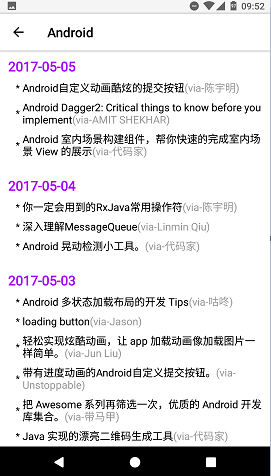 09:52
Android
2017-05-05
* Android自定义动画酷炫的提交按钮(via-陈宇明)
* Android Dagger2: Critical things to know before you
implement(via-AMIT SHEKHAR)
* Android 室内场景构建组件，帮你快速的完成室内场
景 View 的展示(via-代码家)
2017-05-04
* 你一定会用到的RxJava常用操作符(via-陈宇明)
* 深入理解MessageQueue(via-Linmin Qiu)
* Android 晃动检测小工具。(via-代码家)
2017-05-03
* Android 多状态加载布局的开发 Tips(via-咕咚)
* loading button(via-Jason)
* 轻松实现炫酷动画，让 app 加载动画像加载图片一
样简单。(via-Jun Liu)
* 带有进度动画的Android自定义提交按钮。(via-
Unstoppable)
* 把 Awesome 系列再筛选一次，优质的 Android 开发
库集合。(via-带马甲)
* Java 实现的漂亮二维码生成工具(via-代码家)